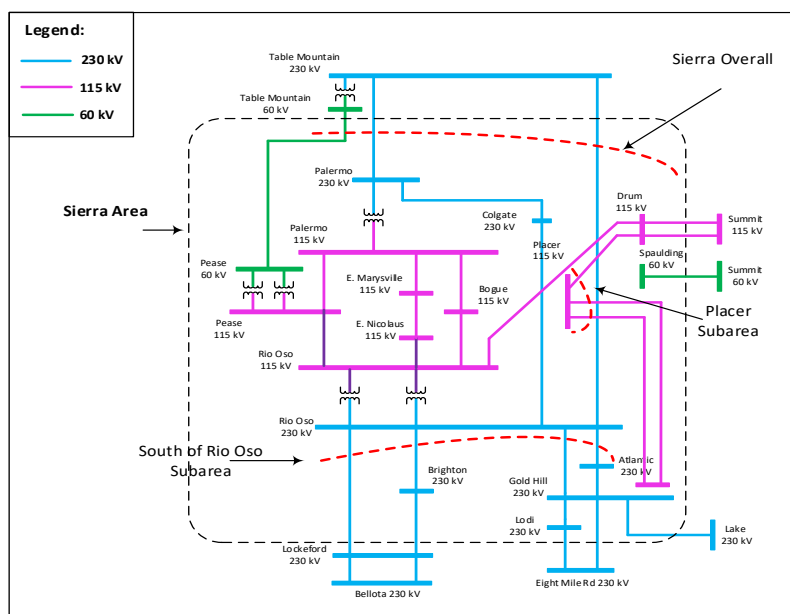 Legend:
230 kV
115 kV
60 kV
Table Mountain
230 kV
Sierra Overall
Table Mountain
60 kV
Palermo
230 kV
Sierra Area
Colgate
230 kV
Drum
115 kV
Summit
115 kV
Palermo
115 kV
Placer
115 kV
Pease
60 kV
Spaulding
60 kV
Summit
60 kV
E. Marysville
115 kV
Bogue
115 kV
Placer
Subarea
Pease
115 kV
E. Nicolaus
115 kV
Rio Oso
115 kV
Rio Oso
230 kV
South of Rio Oso
Subarea
Brighton
230 kV
Atlantic
230 kV
Gold Hill
230 kV
Lodi
230 kV
Lake
230 kV
Lockeford
230 kV
Bellota 230 kV
Eight Mile Rd 230 kV